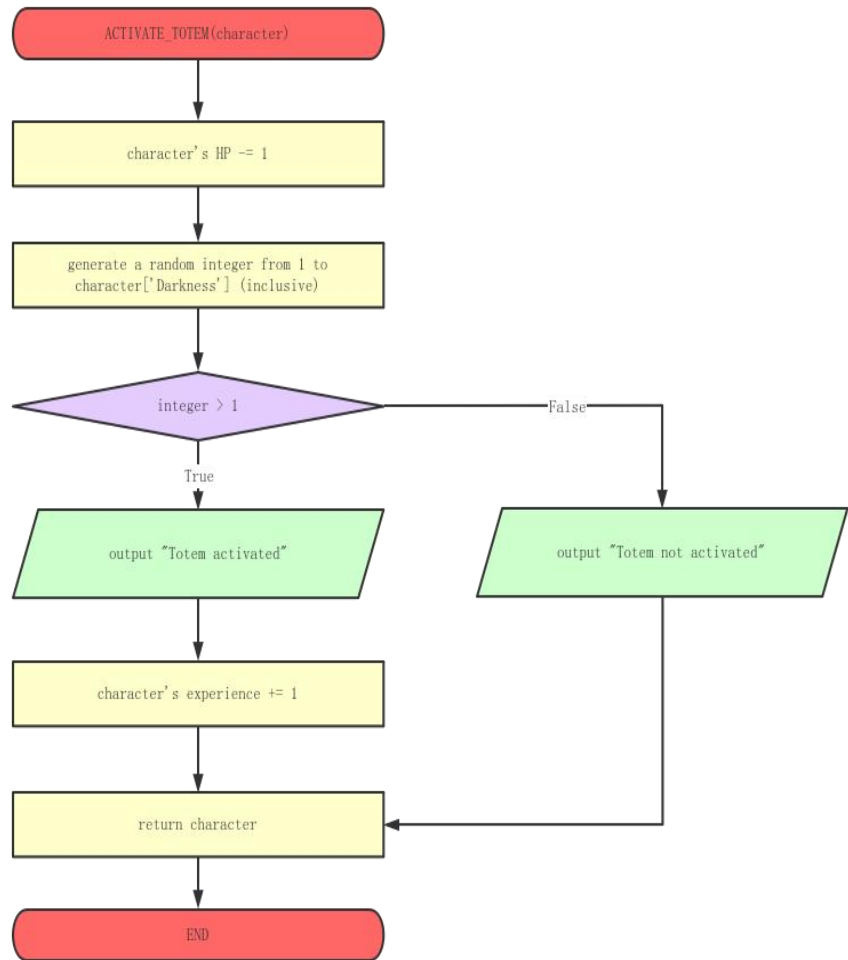 ACTIVATE_TOTEM(character)
character's HP -= 1
generate a random integer from 1 to
character['Darkness'] (inclusive)
integer > 1
False
True
output "Totem activated"
output "Totem not activated"
character's experience += 1
return character
END